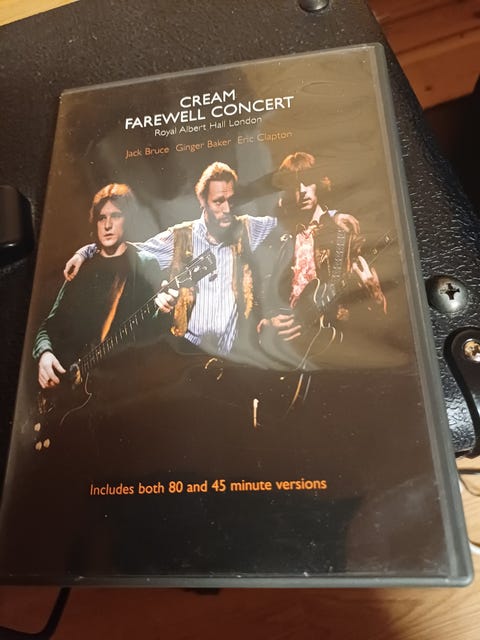 CREAM
FAREWELL CONCERT
Royal Albert Hall London
Jack Bruce Ginger Baker Eric Clapton
Includes both 80 and 45 minute versions